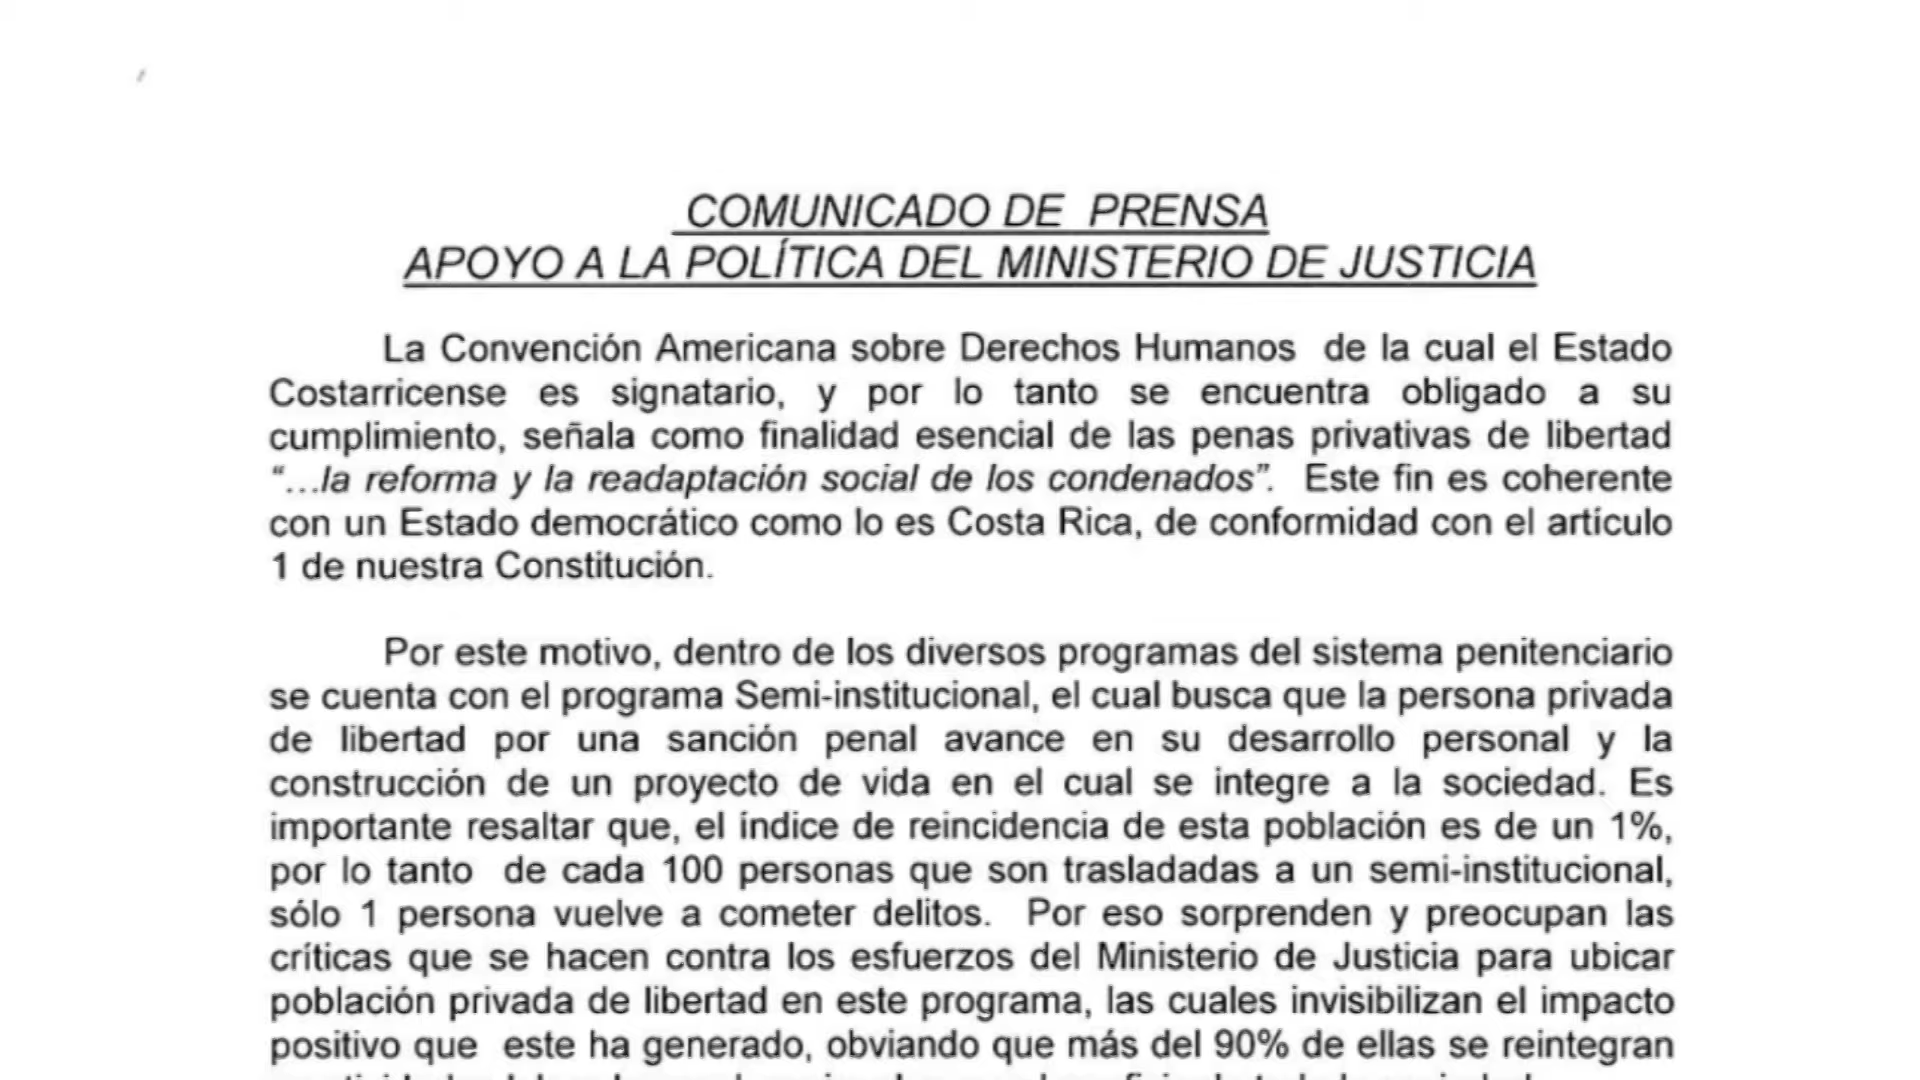 COMUNICADO DE PRENSA
APOYO A LA POLÍTICA DEL MINISTERIO DE JUSTICIA
La Convención Americana sobre Derechos Humanos de la cual el Estado
Costarricense es signatario, y por lo tanto se encuentra obligado a su
cumplimiento, señala como finalidad esencial de las penas privativas de libertad
“...la reforma y la readaptación social de los condenados”. Este fin es coherente
con un Estado democrático como lo es Costa Rica, de conformidad con el artículo
1 de nuestra Constitución.
Por este motivo, dentro de los diversos programas del sistema penitenciario
se cuenta con el programa Semi-institucional, el cual busca que la persona privada
de libertad por una sanción penal avance en su desarrollo personal y la
construcción de un proyecto de vida en el cual se integre a la sociedad. Es
importante resaltar que, el índice de reincidencia de esta población es de un 1%,
por lo tanto de cada 100 personas que son trasladadas a un semi-institucional,
sólo 1 persona vuelve a cometer delitos. Por eso sorprenden y preocupan las
críticas que se hacen contra los esfuerzos del Ministerio de Justicia para ubicar
población privada de libertad en este programa, las cuales invisibilizan el impacto
positivo que este ha generado, obviando que más del 90% de ellas se reintegran